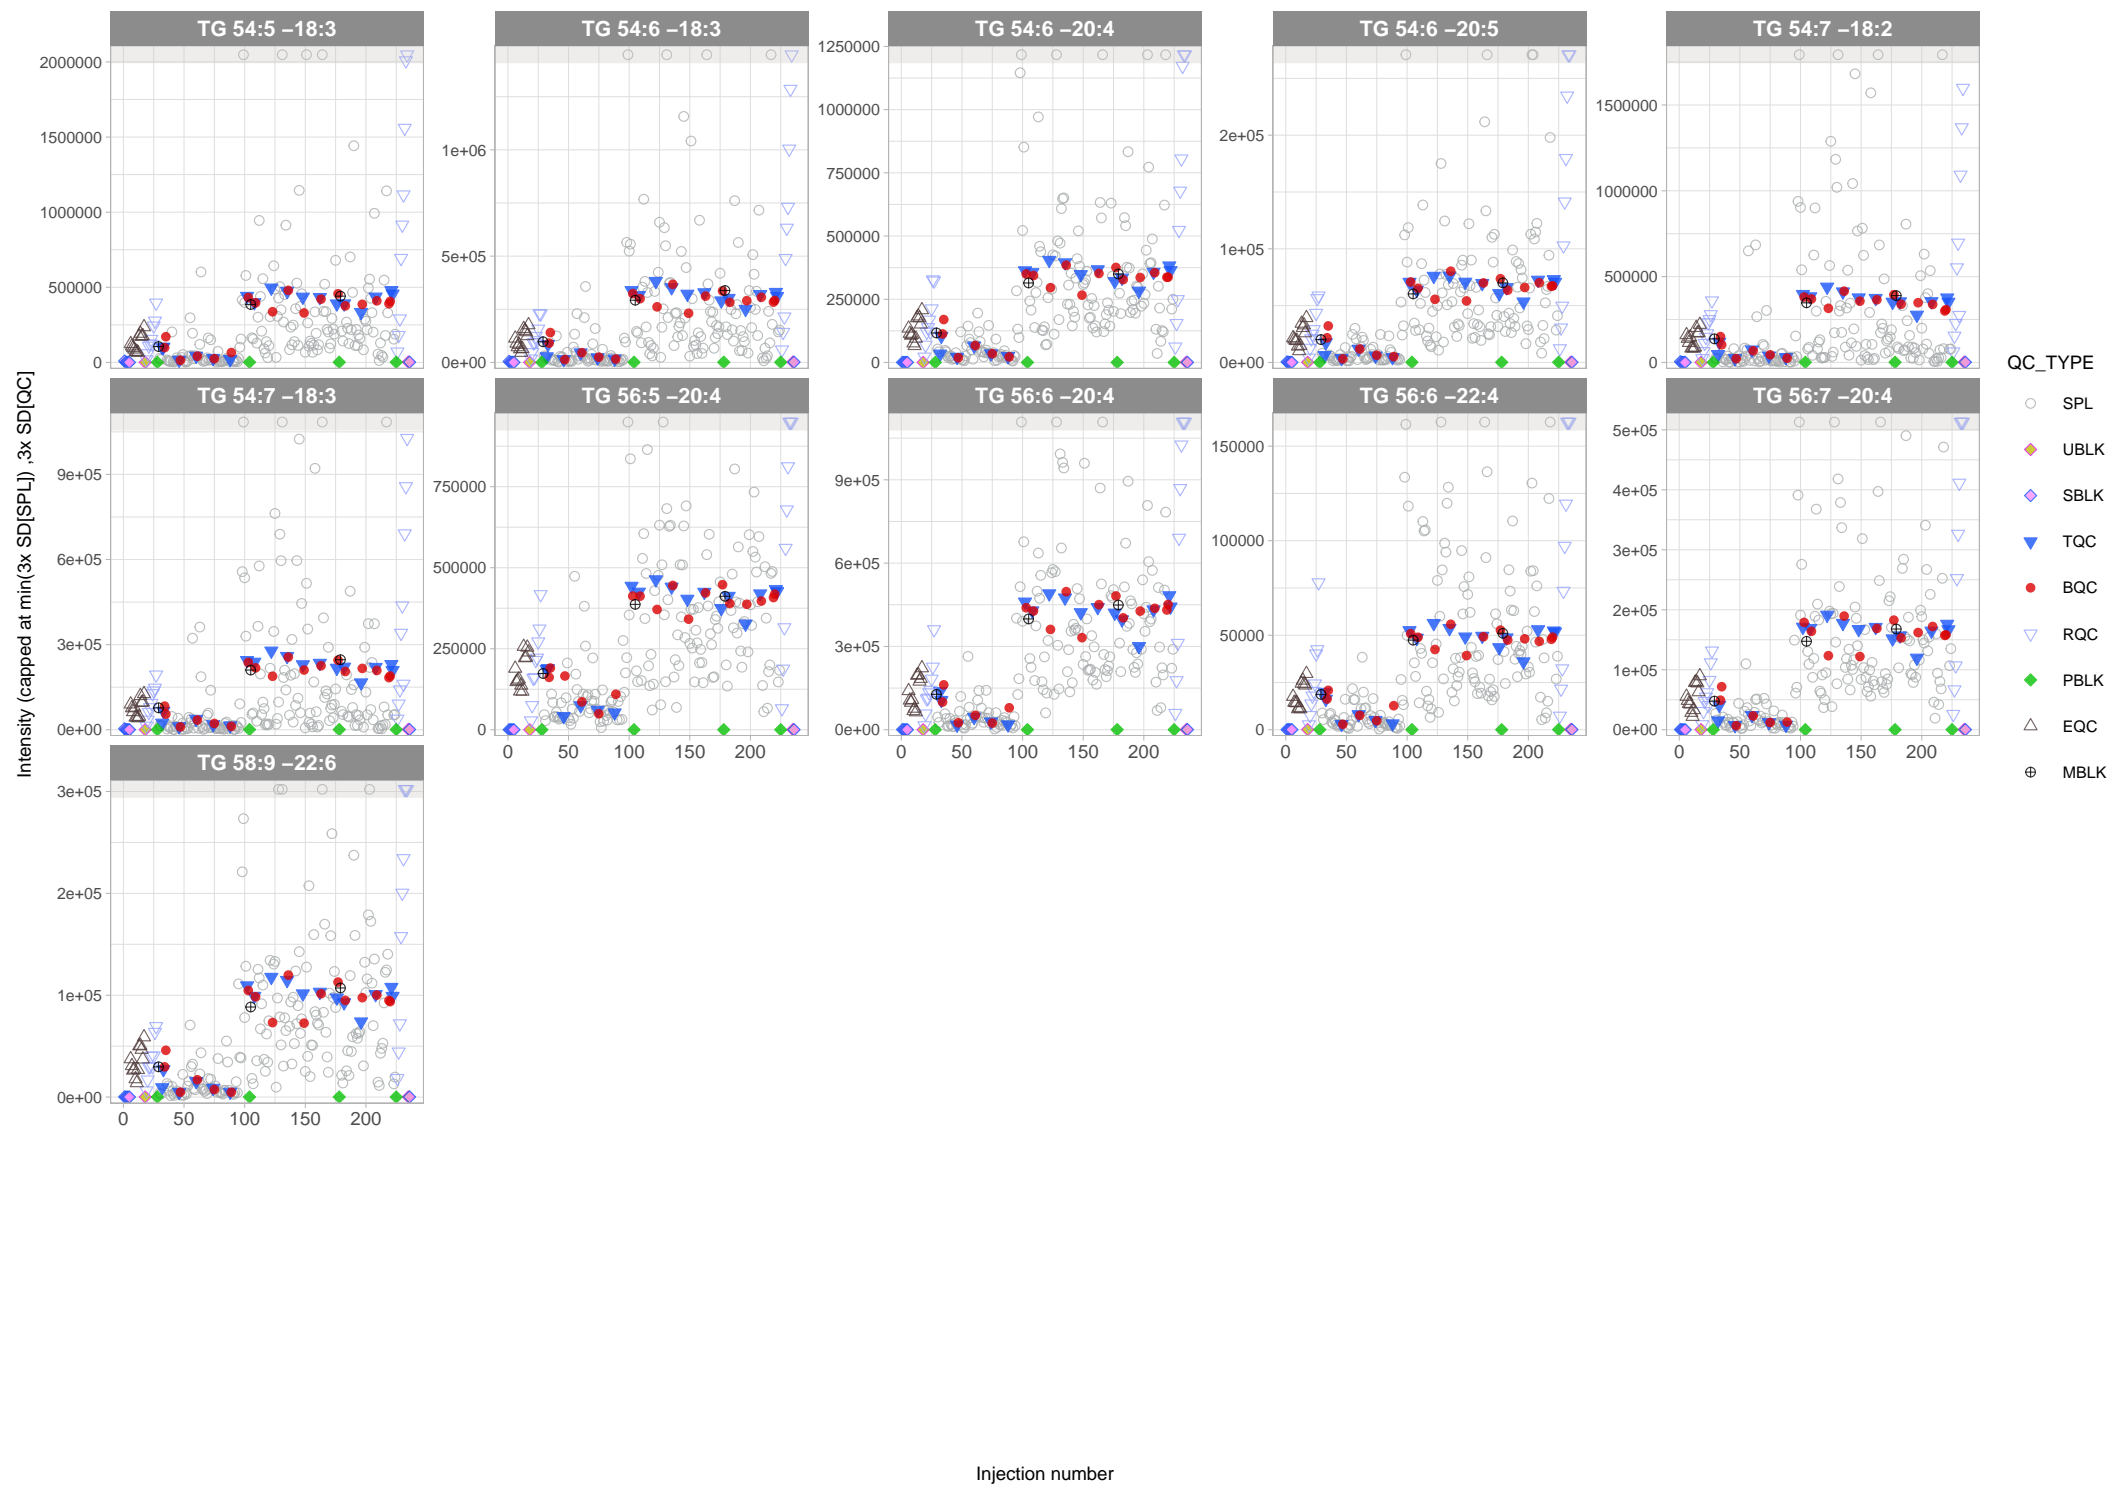 TG 54:5 –18:3
TG 54:6 –18:3
TG 54:6 –20:4
TG 54:6 –20:5
TG 54:7 –18:2
2000000
1500000
1000000
500000
0
1e+06
5e+05
0e+00
1250000
1000000
750000
500000
250000
0
2e+05
1e+05
0e+00
1500000
1000000
500000
0
TG 54:7 –18:3
TG 56:5 –20:4
TG 56:6 –20:4
TG 56:6 –22:4
TG 56:7 –20:4
9e+05
6e+05
3e+05
0e+00
750000
500000
250000
0
9e+05
6e+05
3e+05
0e+00
150000
100000
50000
0
5e+05
4e+05
3e+05
2e+05
1e+05
0e+00
0 50 100 150 200
0 50 100 150 200
0 50 100 150 200
0 50 100 150 200
TG 58:9 –22:6
3e+05
2e+05
1e+05
0e+00
0 50 100 150 200
Intensity (capped at min(3x SD[SPL]) ,3x SD[QC]
Injection number
QC_TYPE
SPL
UBLK
SBLK
TQC
BQC
RQC
PBLK
EQC
MBLK